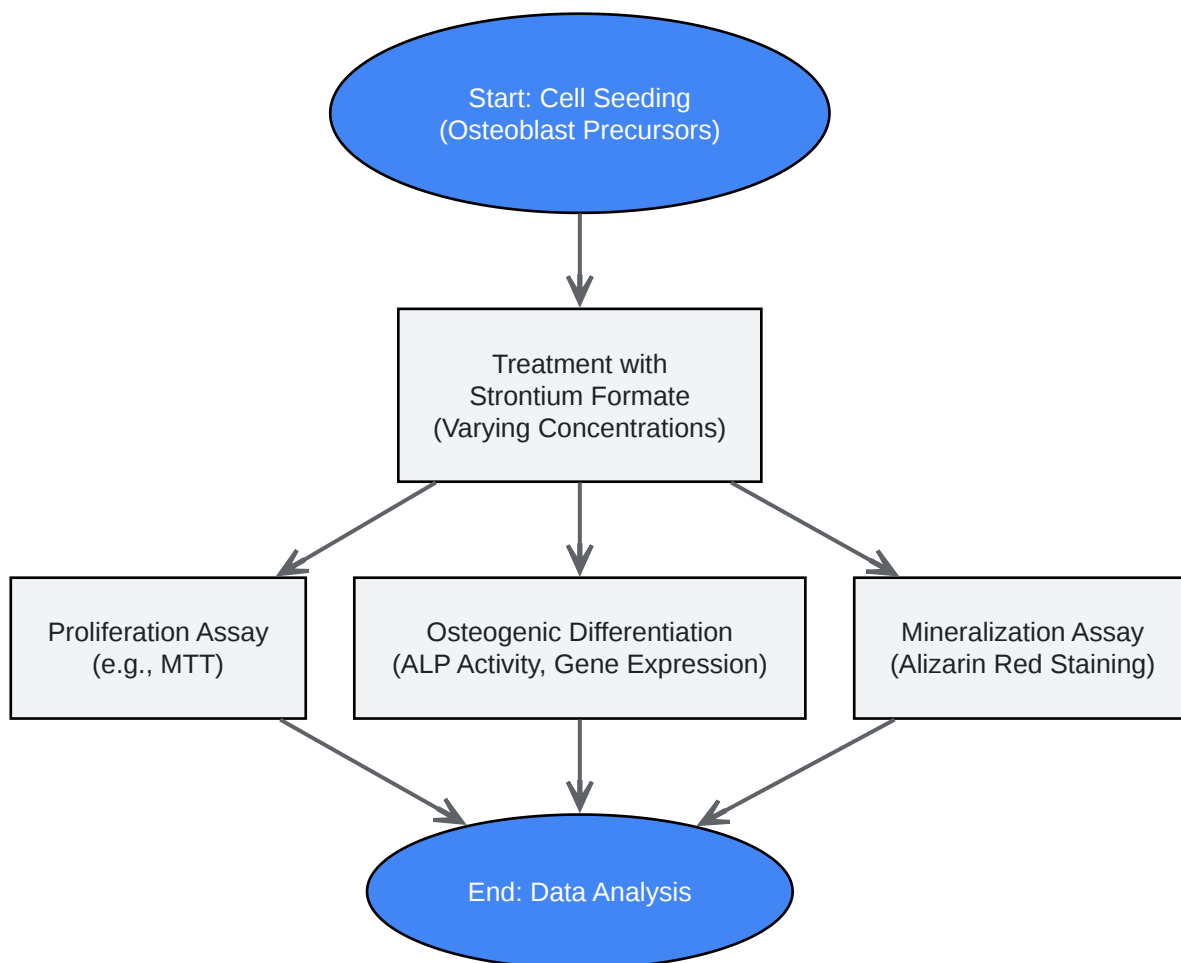 Start: Cell Seeding
(Osteoblast Precursors)
Treatment with
Strontium Formate
(Varying Concentrations)
Proliferation Assay
(e.g., MTT)
Osteogenic Differentiation
(ALP Activity, Gene Expression)
Mineralization Assay
(Alizarin Red Staining)
End: Data Analysis